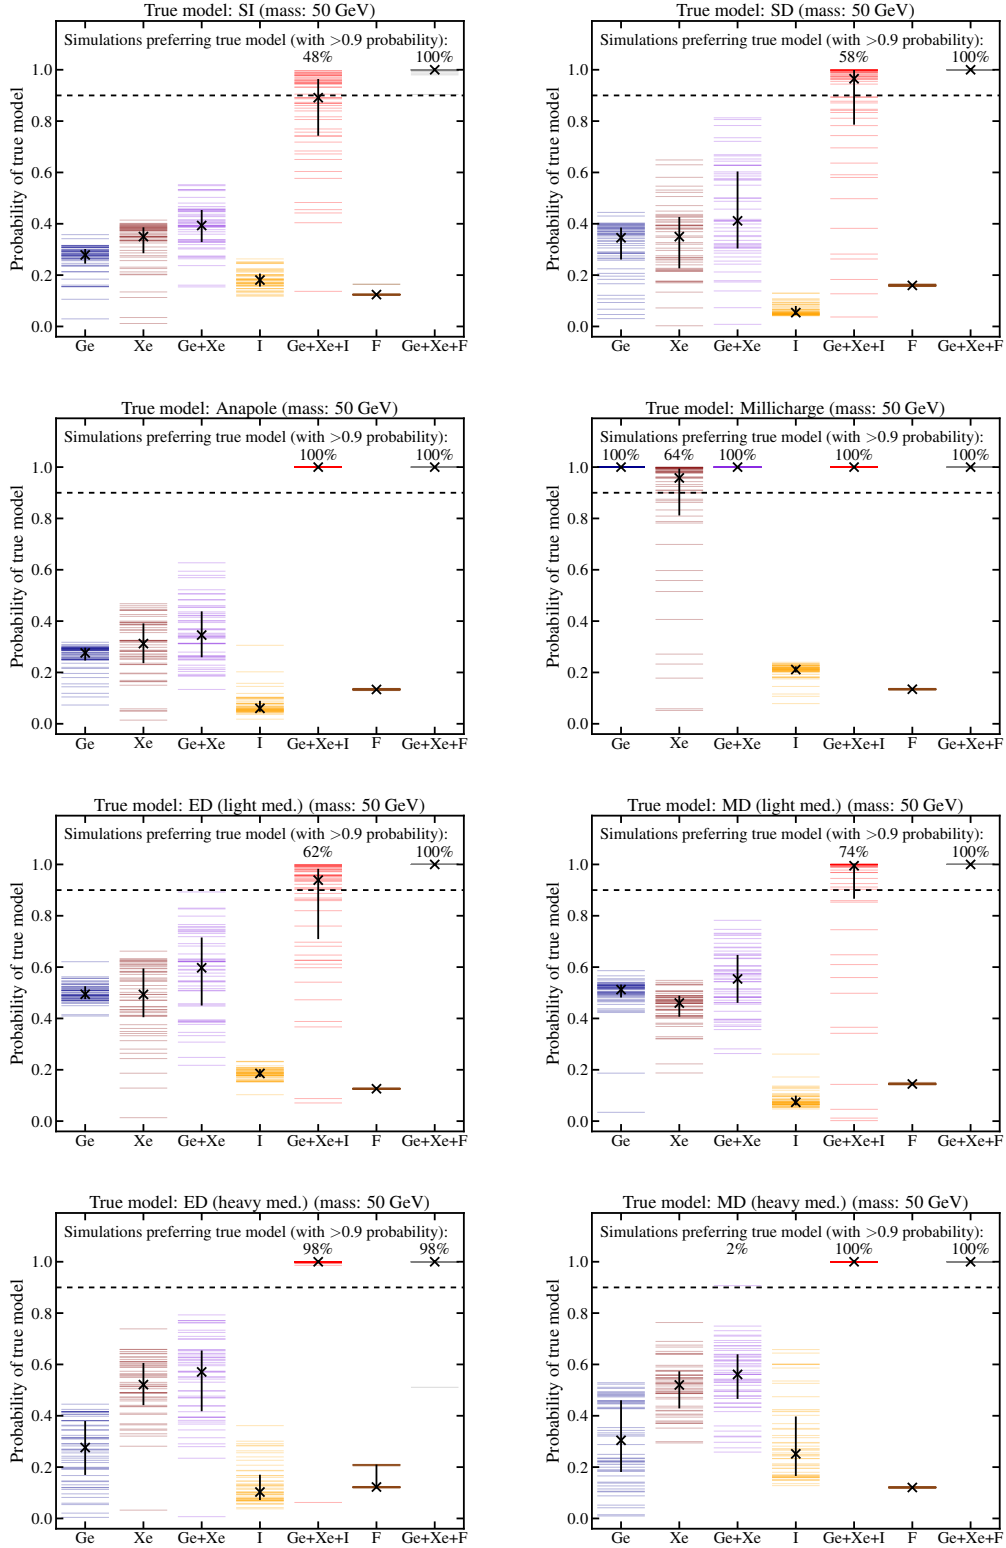 True model: SI (mass: 50 GeV)
Simulations preferring true model (with >0.9 probability):
48% 100%
1.0
0.8
0.6
0.4
0.2
0.0
Probability of true model
Ge Xe Ge+Xe I Ge+Xe+I F Ge+Xe+F
True model: SD (mass: 50 GeV)
Simulations preferring true model (with >0.9 probability):
58% 100%
1.0
0.8
0.6
0.4
0.2
0.0
Probability of true model
Ge Xe Ge+Xe I Ge+Xe+I F Ge+Xe+F
True model: Anapole (mass: 50 GeV)
Simulations preferring true model (with >0.9 probability):
100% 100%
1.0
0.8
0.6
0.4
0.2
0.0
Probability of true model
Ge Xe Ge+Xe I Ge+Xe+I F Ge+Xe+F
True model: Millicharge (mass: 50 GeV)
Simulations preferring true model (with >0.9 probability):
100% 64% 100% 100% 100%
1.0
0.8
0.6
0.4
0.2
0.0
Probability of true model
Ge Xe Ge+Xe I Ge+Xe+I F Ge+Xe+F
True model: ED (light med.) (mass: 50 GeV)
Simulations preferring true model (with >0.9 probability):
62% 100%
1.0
0.8
0.6
0.4
0.2
0.0
Probability of true model
Ge Xe Ge+Xe I Ge+Xe+I F Ge+Xe+F
True model: MD (light med.) (mass: 50 GeV)
Simulations preferring true model (with >0.9 probability):
74% 100%
1.0
0.8
0.6
0.4
0.2
0.0
Probability of true model
Ge Xe Ge+Xe I Ge+Xe+I F Ge+Xe+F
True model: ED (heavy med.) (mass: 50 GeV)
Simulations preferring true model (with >0.9 probability):
98% 98%
1.0
0.8
0.6
0.4
0.2
0.0
Probability of true model
Ge Xe Ge+Xe I Ge+Xe+I F Ge+Xe+F
True model: MD (heavy med.) (mass: 50 GeV)
Simulations preferring true model (with >0.9 probability):
2% 100% 100%
1.0
0.8
0.6
0.4
0.2
0.0
Probability of true model
Ge Xe Ge+Xe I Ge+Xe+I F Ge+Xe+F